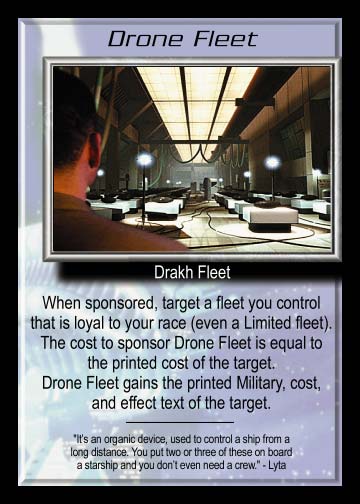 Drone Fleet
Drakh Fleet
When sponsored, target a fleet you control
that is loyal to your race (even a Limited fleet).
The cost to sponsor Drone Fleet is equal to
the printed cost of the target.
Drone Fleet gains the printed Military, cost,
and effect text of the target.
"It's an organic device, used to control a ship from a
long distance. You put two or three of these on board
a starship and you don't even need a crew." - Lyta